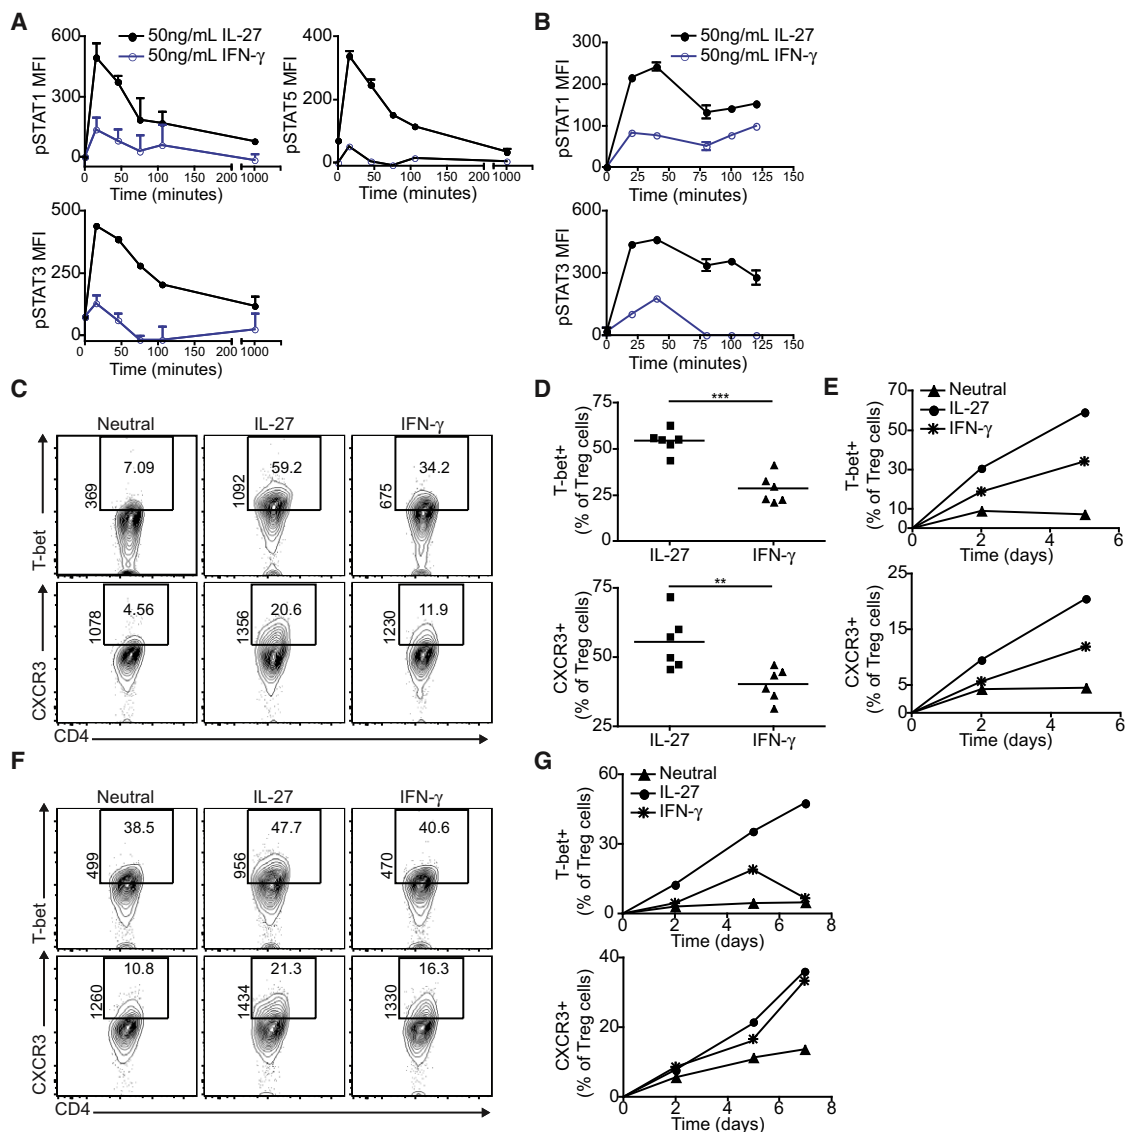 A
50ng/mL IL-27
50ng/mL IFN-γ
600
300
0
pSTAT1 MFI
0 50 100 150 200 1000
Time (minutes)
400
200
0
pSTAT5 MFI
0 50 100 150 200 1000
Time (minutes)
500
250
0
pSTAT3 MFI
0 50 100 150 200 1000
Time (minutes)
B
50ng/mL IL-27
50ng/mL IFN-γ
300
200
100
0
pSTAT1 MFI
0 25 50 75 100 125 150
Time (minutes)
600
300
0
pSTAT3 MFI
0 25 50 75 100 125 150
Time (minutes)
C
Neutral IL-27 IFN-γ
7.09 59.2 34.2
369 1092 675
T-bet
4.56 20.6 11.9
1078 1356 1230
CXCR3
CD4
D
***
75
50
25
0
T-bet+
(% of Treg cells)
IL-27 IFN-γ
**
75
50
25
CXCR3+
(% of Treg cells)
IL-27 IFN-γ
E
Neutral
IL-27
IFN-γ
70
50
30
10
0
T-bet+
(% of Treg cells)
0 2 4 6
Time (days)
25
15
5
0
CXCR3+
(% of Treg cells)
0 2 4 6
Time (days)
F
Neutral IL-27 IFN-γ
38.5 47.7 40.6
499 956 470
T-bet
10.8 21.3 16.3
1260 1434 1330
CXCR3
CD4
G
Neutral
IL-27
IFN-γ
60
30
0
T-bet+
(% of Treg cells)
0 2 4 6 8
Time (days)
40
20
0
CXCR3+
(% of Treg cells)
0 2 4 6 8
Time (days)